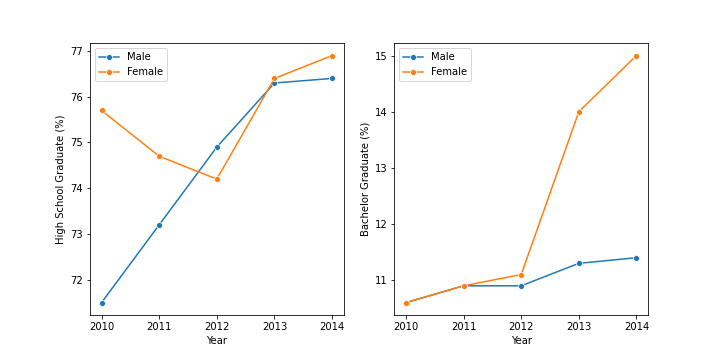 Male
Female
High School Graduate (%)
77
76
75
74
73
72
2010 2011 2012 2013 2014
Year
Male
Female
Bachelor Graduate (%)
15
14
13
12
11
2010 2011 2012 2013 2014
Year